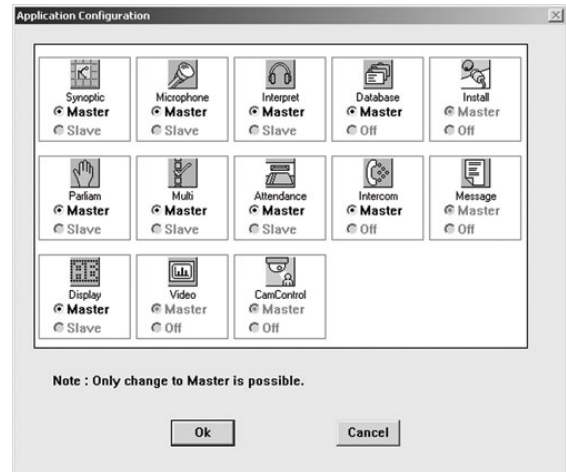 Application Configuration
Synoptic Microphone Interpret Database Install
Master Master Master Master Master
Slave Slave Slave Off Off
Parliam Multi Attendance Intercom Message
Master Master Master Master Master
Slave Slave Slave Off Off
Display Video CamControl
Master Master Master
Slave Off Off
Note : Only change to Master is possible.
Ok Cancel